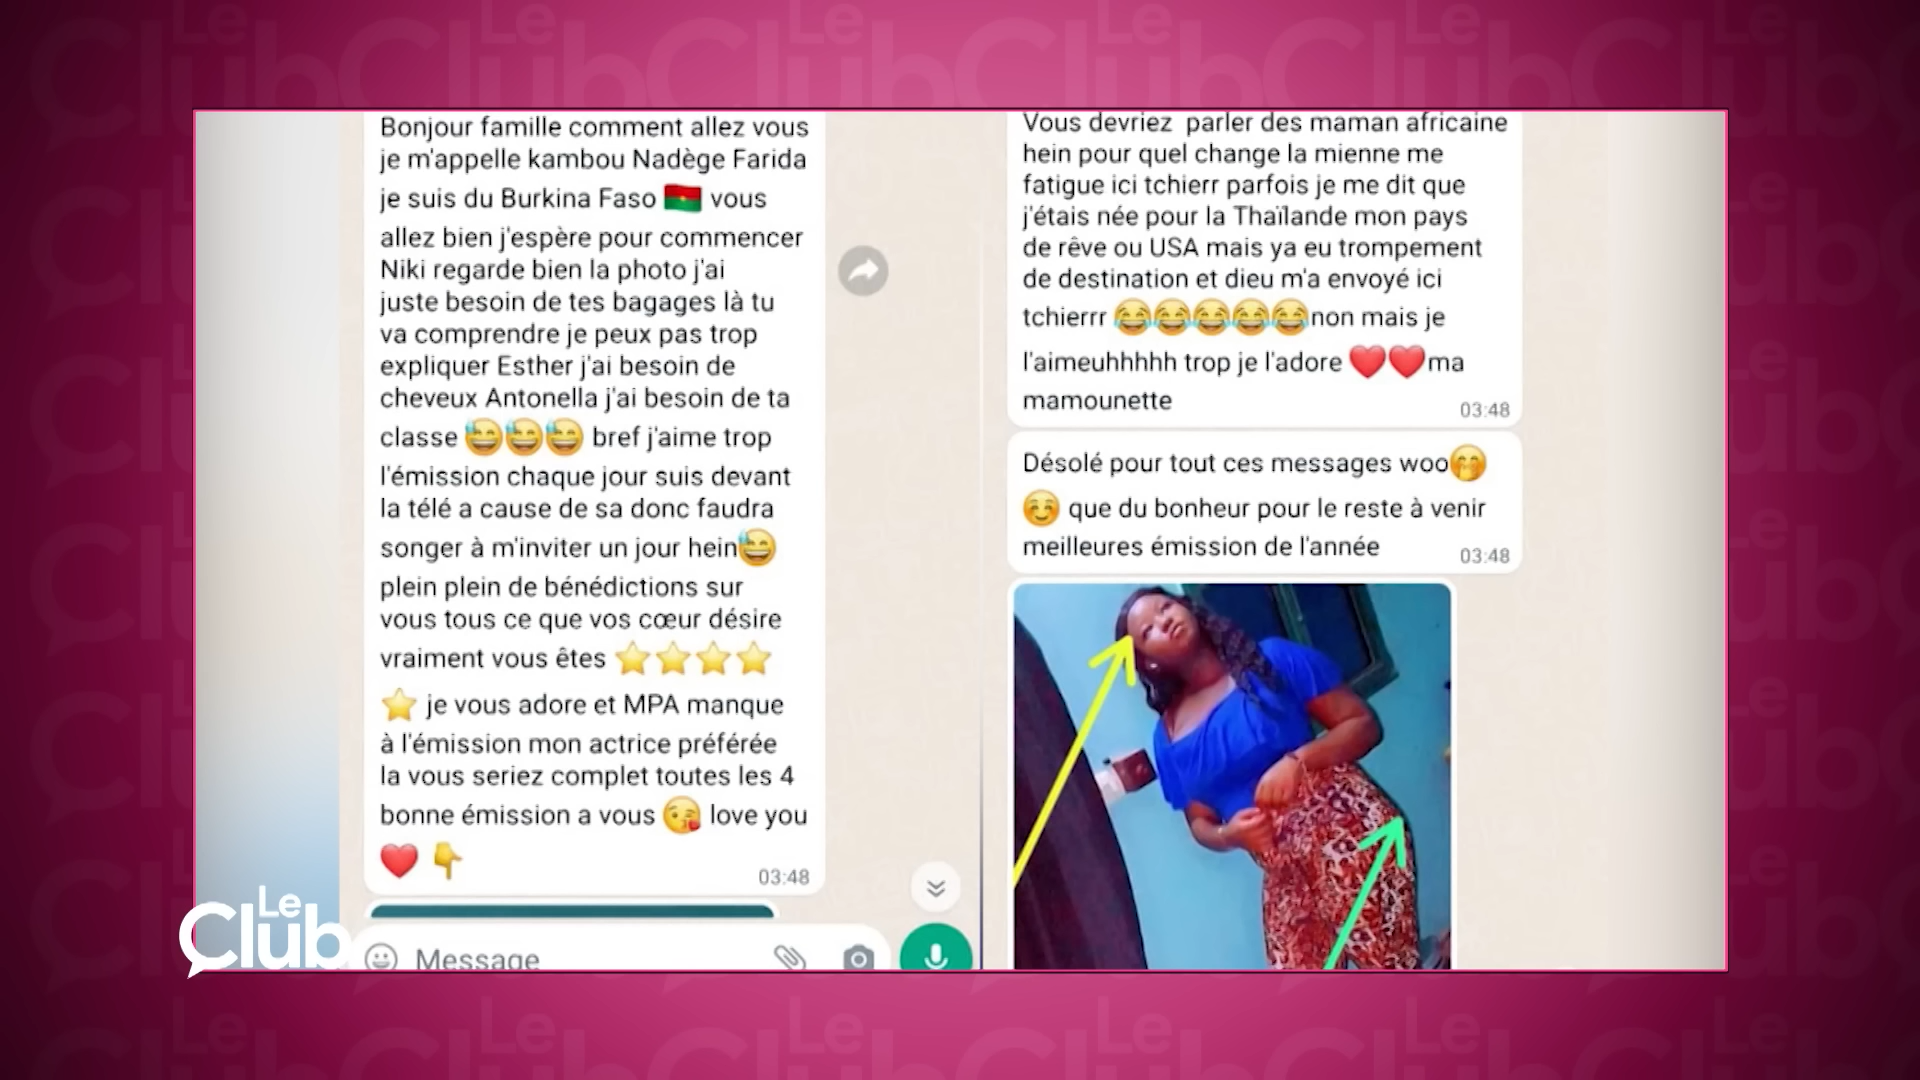 Bonjour famille comment allez vous
je m'appelle kambou Nadège Farida
je suis du Burkina Faso 🇧🇫 vous
allez bien j'espère pour commencer
Niki regarde bien la photo j'ai
juste besoin de tes bagages là tu
va comprendre je peux pas trop
expliquer Esther j'ai besoin de
cheveux Antonella j'ai besoin de ta
classe 😅😅😅 bref j'aime trop
l'émission chaque jour suis devant
la télé a cause de sa donc faudra
songer à m'inviter un jour hein😅
plein plein de bénédictions sur
vous tous ce que vos cœur désire
vraiment vous êtes ⭐⭐⭐⭐
⭐ je vous adore et MPA manque
à l'émission mon actrice préférée
la vous seriez complet toutes les 4
bonne émission a vous 😘 love you
❤️ 👇
03:48
Message
Vous devriez parler des maman africaine
hein pour quel change la mienne me
fatigue ici tchierr parfois je me dit que
j'étais née pour la Thaïlande mon pays
de rêve ou USA mais ya eu trompement
de destination et dieu m'a envoyé ici
tchierrr 😂😂😂😂😂non mais je
l'aimeuhhhhh trop je l'adore ❤️❤️ma
mamounette
03:48
Désolé pour tout ces messages woo🤭
☺️ que du bonheur pour le reste à venir
meilleures émission de l'année
03:48
Le
Club